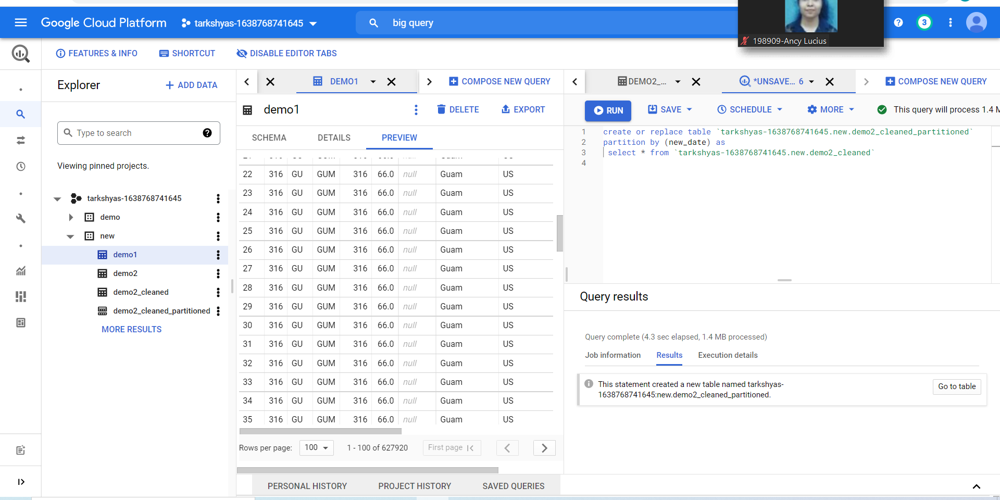 Google Cloud Platform
tarkshyas-1638768741645
big query
3
198909-Ancy Lucius
FEATURES & INFO
SHORTCUT
DISABLE EDITOR TABS
Explorer
ADD DATA
Type to search
Viewing pinned projects.
tarkshyas-1638768741645
demo
new
demo1
demo2
demo2_cleaned
demo2_cleaned_partitioned
MORE RESULTS
DEMO1
COMPOSE NEW QUERY
demo1
DELETE
EXPORT
SCHEMA DETAILS PREVIEW
22 316 GU GUM 316 66.0 null Guam US
23 316 GU GUM 316 66.0 null Guam US
24 316 GU GUM 316 66.0 null Guam US
25 316 GU GUM 316 66.0 null Guam US
26 316 GU GUM 316 66.0 null Guam US
27 316 GU GUM 316 66.0 null Guam US
28 316 GU GUM 316 66.0 null Guam US
29 316 GU GUM 316 66.0 null Guam US
30 316 GU GUM 316 66.0 null Guam US
31 316 GU GUM 316 66.0 null Guam US
32 316 GU GUM 316 66.0 null Guam US
33 316 GU GUM 316 66.0 null Guam US
34 316 GU GUM 316 66.0 null Guam US
35 316 GU GUM 316 66.0 null Guam US
Rows per page: 100 1 - 100 of 627920 First page
PERSONAL HISTORY PROJECT HISTORY SAVED QUERIES
DEMO2_...
*UNSAVE... 6
COMPOSE NEW QUERY
RUN
SAVE
SCHEDULE
MORE
This query will process 1.4 M
1 create or replace table `tarkshyas-1638768741645.new.demo2_cleaned_partitioned`
2 partition by (new_date) as
3 select * from `tarkshyas-1638768741645.new.demo2_cleaned`
4
Query results
Query complete (4.3 sec elapsed, 1.4 MB processed)
Job information Results Execution details
This statement created a new table named tarkshyas-
1638768741645:new.demo2_cleaned_partitioned.
Go to table